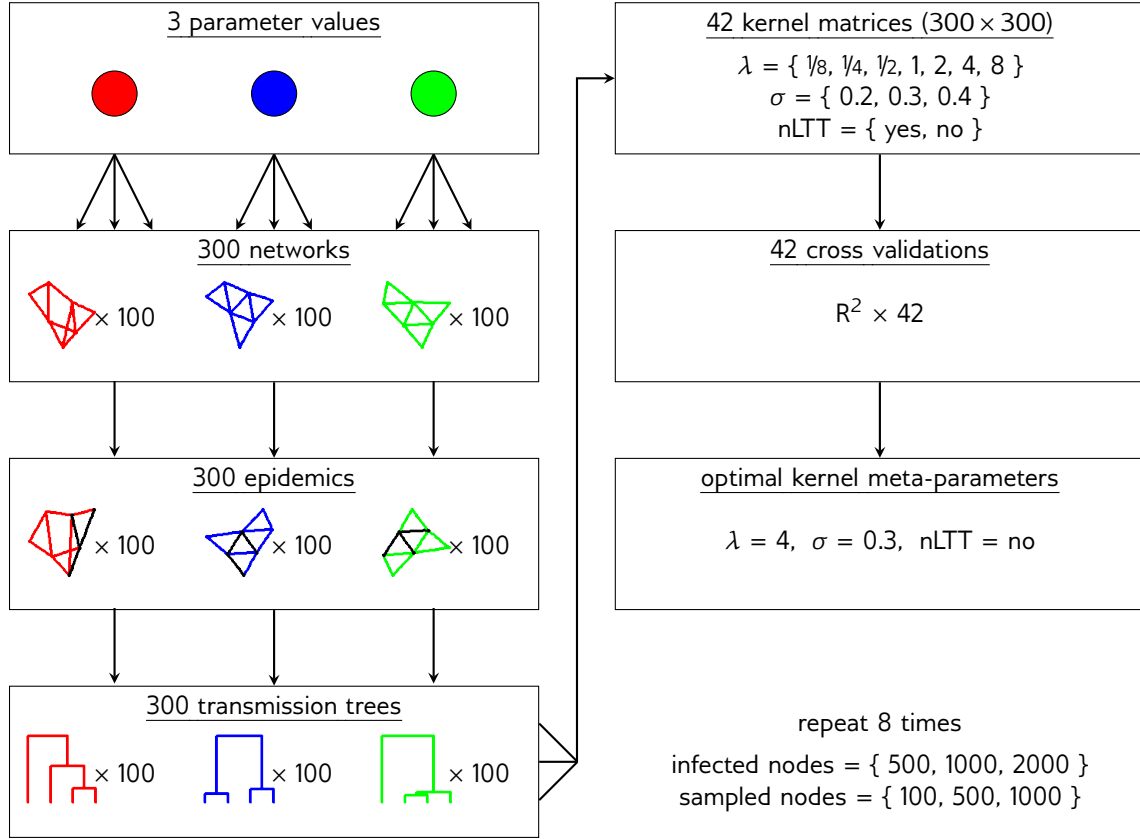 3 parameter values
300 networks
× 100
× 100
× 100
300 epidemics
× 100
× 100
× 100
300 transmission trees
× 100
× 100
× 100
42 kernel matrices (300 × 300)
λ = { 1/8, 1/4, 1/2, 1, 2, 4, 8 }
σ = { 0.2, 0.3, 0.4 }
nLTT = { yes, no }
42 cross validations
R² × 42
optimal kernel meta-parameters
λ = 4, σ = 0.3, nLTT = no
repeat 8 times
infected nodes = { 500, 1000, 2000 }
sampled nodes = { 100, 500, 1000 }